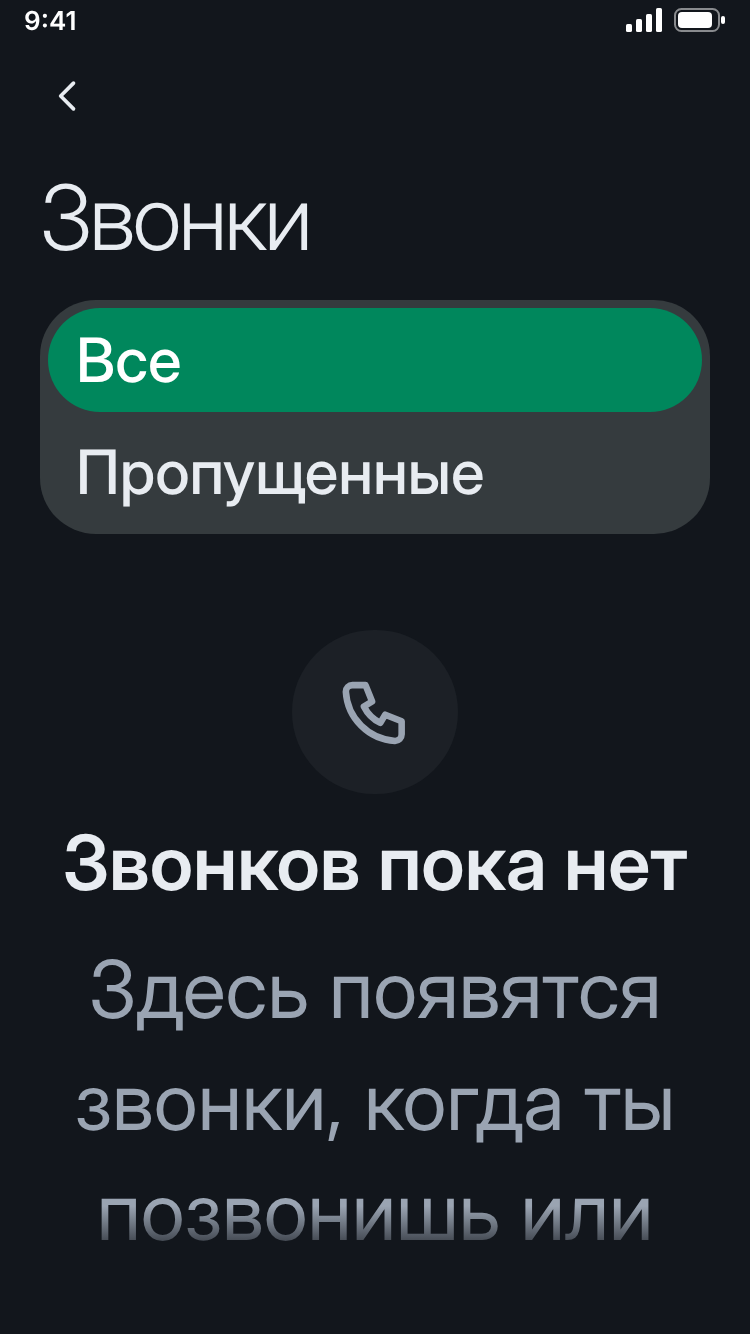 9:41
Звонки
Все
Пропущенные
Звонков пока нет
Здесь появятся
звонки, когда ты
позвонишь или